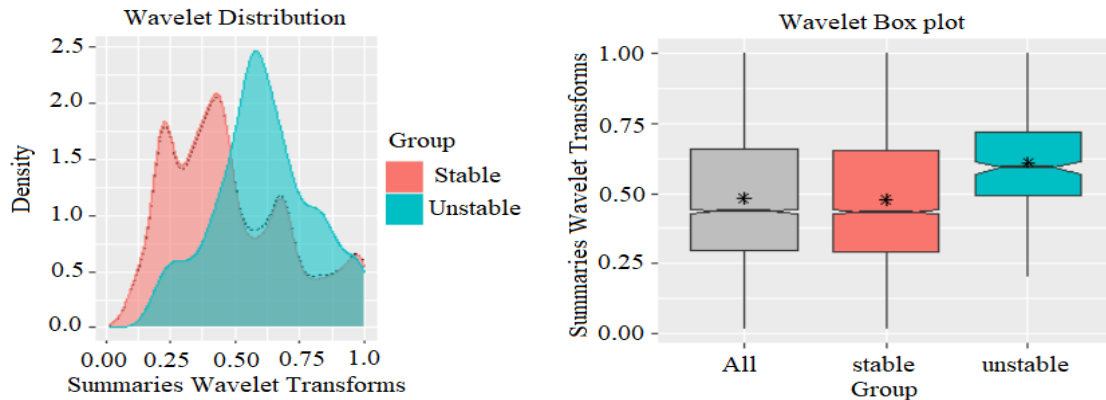 Wavelet Distribution
Density
2.5
2.0
1.5
1.0
0.5
0.0
0.00 0.25 0.50 0.75 1.0
Summaries Wavelet Transforms
Group
Stable
Unstable
Wavelet Box plot
Summaries Wavelet Transforms
1.00
0.75
0.50
0.25
0.00
All stable unstable
Group